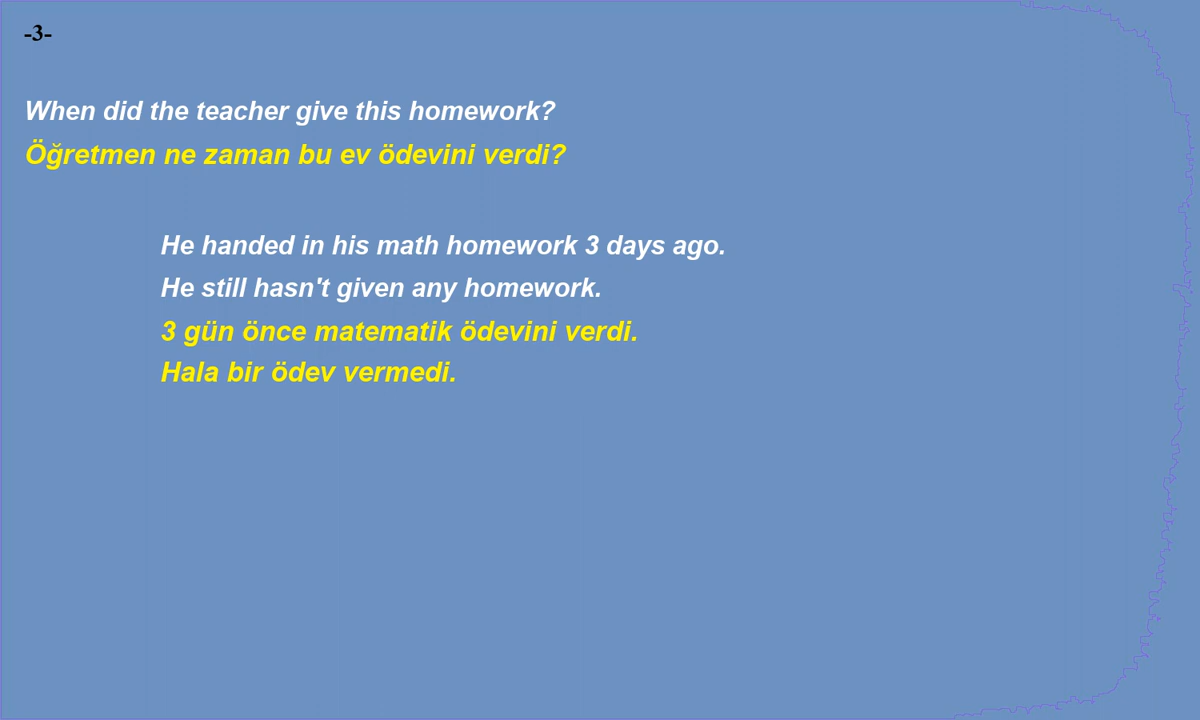 -3-
When did the teacher give this homework?
Öğretmen ne zaman bu ev ödevini verdi?
He handed in his math homework 3 days ago.
He still hasn't given any homework.
3 gün önce matematik ödevini verdi.
Hala bir ödev vermedi.